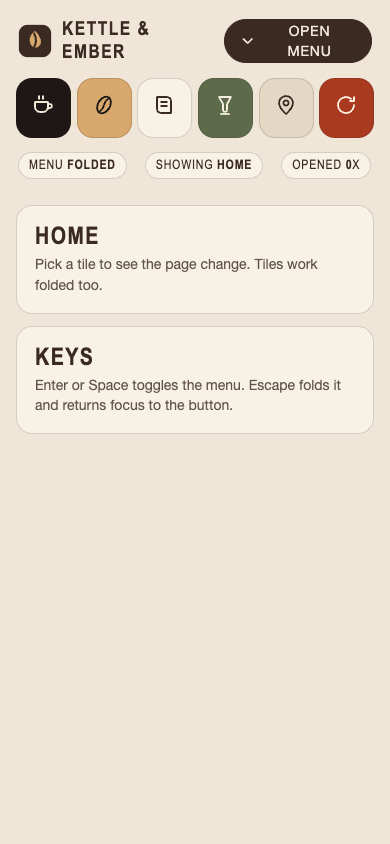 KETTLE &
EMBER
OPEN
MENU
MENU FOLDED
SHOWING HOME
OPENED 0X
HOME
Pick a tile to see the page change. Tiles work
folded too.
KEYS
Enter or Space toggles the menu. Escape folds it
and returns focus to the button.